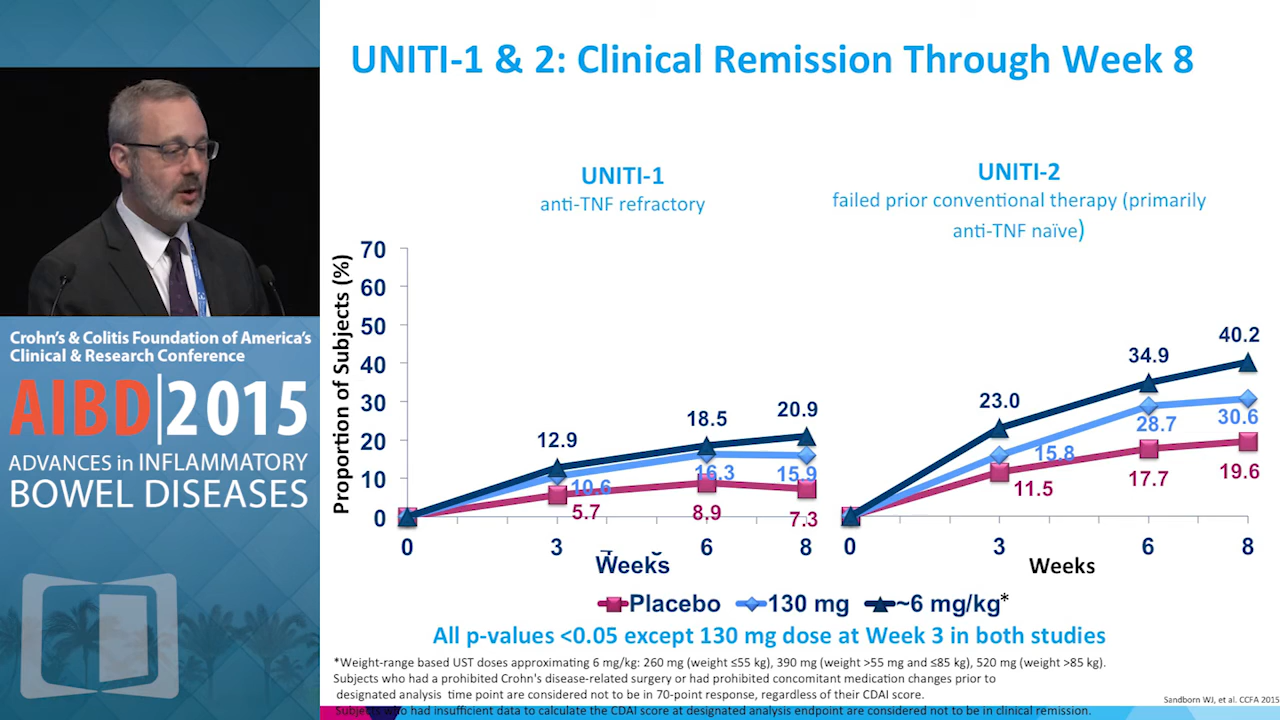 UNITI-1 & 2: Clinical Remission Through Week 8
UNITI-1
anti-TNF refractory
UNITI-2
failed prior conventional therapy (primarily
anti-TNF naïve)
Proportion of Subjects (%)
70
60
50
40
30
20
10
0
12.9
18.5
20.9
10.6
16.3
15.9
5.7
8.9
7.3
0 3 6 8
Weeks
23.0
34.9
40.2
15.8
28.7
30.6
11.5
17.7
19.6
0 3 6 8
Weeks
Placebo 130 mg ~6 mg/kg*
All p-values <0.05 except 130 mg dose at Week 3 in both studies
*Weight-range based UST doses approximating 6 mg/kg: 260 mg (weight ≤55 kg), 390 mg (weight >55 mg and ≤85 kg), 520 mg (weight >85 kg).
Subjects who had a prohibited Crohn's disease-related surgery or had prohibited concomitant medication changes prior to
designated analysis time point are considered not to be in 70-point response, regardless of their CDAI score.
Subjects who had insufficient data to calculate the CDAI score at designated analysis endpoint are considered not to be in clinical remission.
Sandborn WJ, et al. CCFA 2015
Crohn's & Colitis Foundation of America's
Clinical & Research Conference
AIBD|2015
ADVANCES in INFLAMMATORY
BOWEL DISEASES